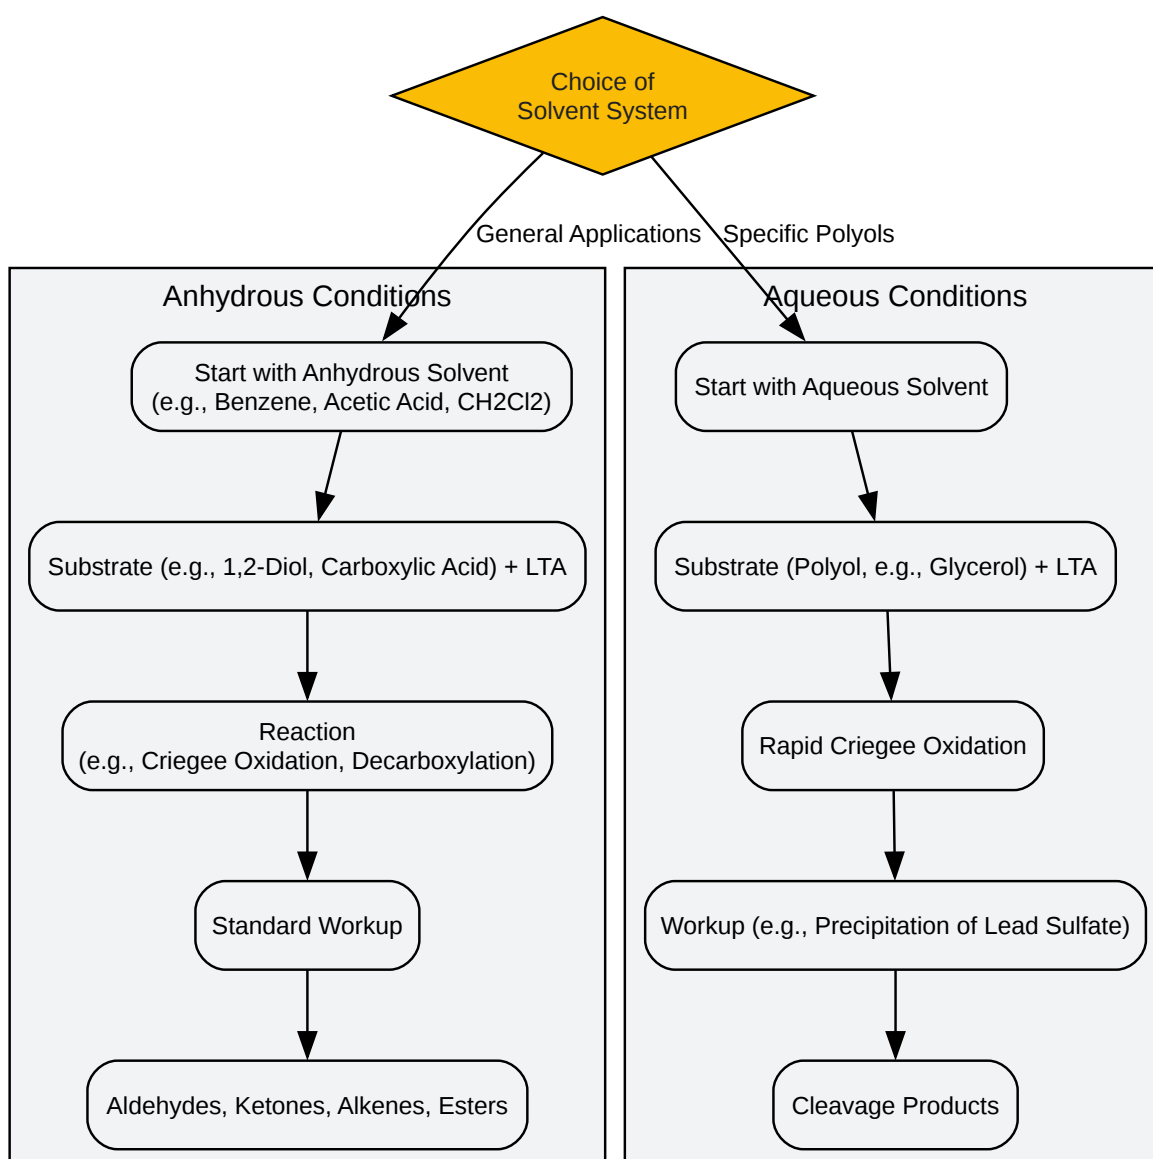 Choice of
Solvent System
General Applications
Specific Polyols
Anhydrous Conditions
Start with Anhydrous Solvent
(e.g., Benzene, Acetic Acid, CH2Cl2)
Substrate (e.g., 1,2-Diol, Carboxylic Acid) + LTA
Reaction
(e.g., Criegee Oxidation, Decarboxylation)
Standard Workup
Aldehydes, Ketones, Alkenes, Esters
Aqueous Conditions
Start with Aqueous Solvent
Substrate (Polyol, e.g., Glycerol) + LTA
Rapid Criegee Oxidation
Workup (e.g., Precipitation of Lead Sulfate)
Cleavage Products